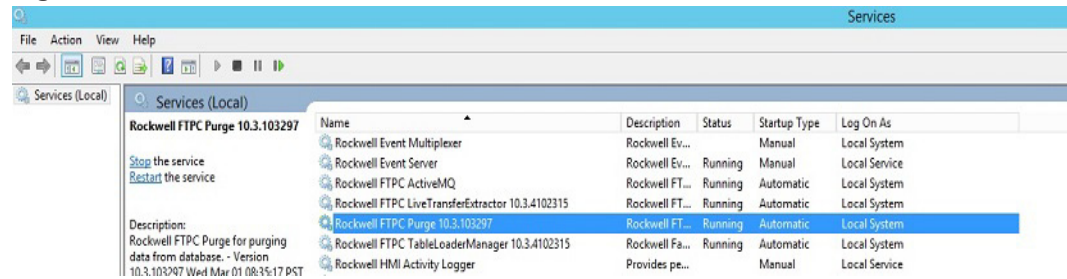 Services
File Action View Help
Services (Local)
Services (Local)
Rockwell FTPC Purge 10.3.103297
Stop the service
Restart the service
Description:
Rockwell FTPC Purge for purging
data from database. - Version
10.3.103297 Wed Mar 01 08:35:17 PST
Name Description Status Startup Type Log On As
Rockwell Event Multiplexer Rockwell Ev... Manual Local System
Rockwell Event Server Rockwell Ev... Running Manual Local Service
Rockwell FTPC ActiveMQ Rockwell FT... Running Automatic Local System
Rockwell FTPC LiveTransferExtractor 10.3.4102315 Rockwell FT... Running Automatic Local System
Rockwell FTPC Purge 10.3.103297 Rockwell FT... Running Automatic Local System
Rockwell FTPC TableLoaderManager 10.3.4102315 Rockwell Fa... Running Automatic Local System
Rockwell HMI Activity Logger Provides pe... Manual Local Service